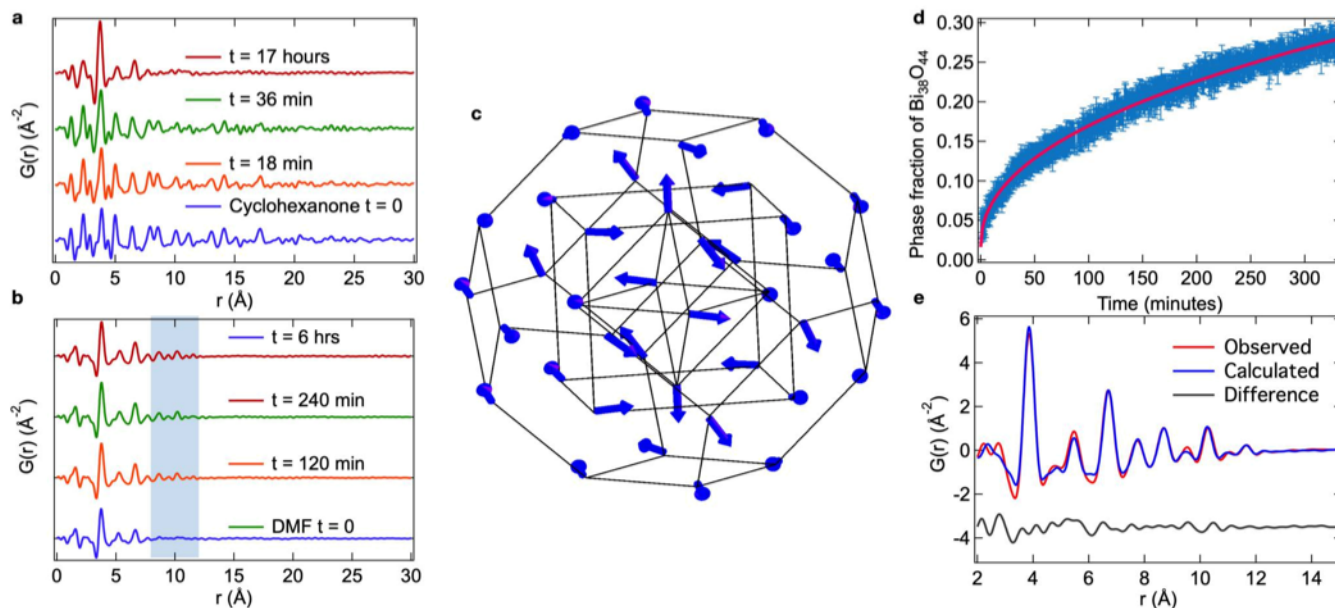 a
G(r) (Å⁻²)
t = 17 hours
t = 36 min
t = 18 min
Cyclohexanone t = 0
0 5 10 15 20 25 30
r (Å)
b
G(r) (Å⁻²)
t = 6 hrs
t = 240 min
t = 120 min
DMF t = 0
0 5 10 15 20 25 30
r (Å)
c
d
Phase fraction of Bi₃₈O₄₄
0.30
0.25
0.20
0.15
0.10
0.05
0.00
0 50 100 150 200 250 300
Time (minutes)
e
G(r) (Å⁻²)
6
4
2
0
-2
-4
Observed
Calculated
Difference
2 4 6 8 10 12 14
r (Å)